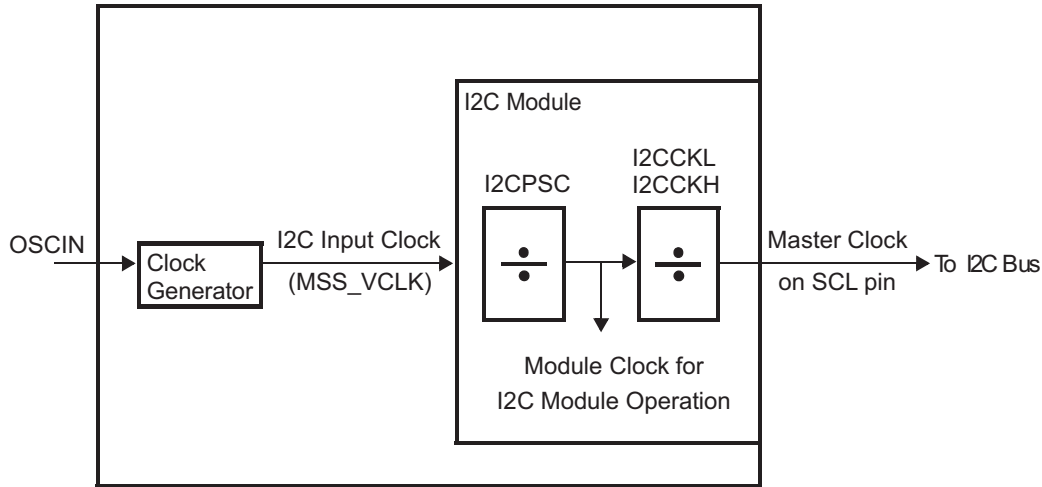 I2C Module
I2CPSC
I2CCKL
I2CCKH
OSCIN
Clock
Generator
I2C Input Clock
(MSS_VCLK)
Master Clock
on SCL pin
To I2C Bus
Module Clock for
I2C Module Operation